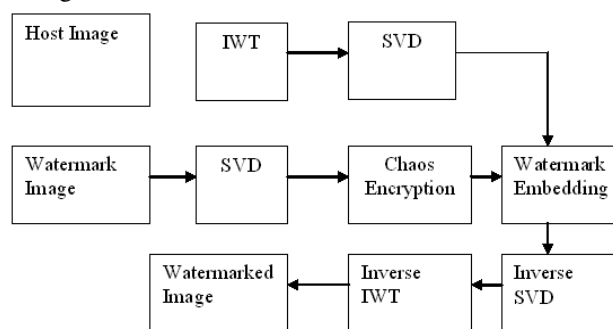 Host Image
IWT
SVD
Watermark
Image
SVD
Chaos
Encryption
Watermark
Embedding
Watermarked
Image
Inverse
IWT
Inverse
SVD